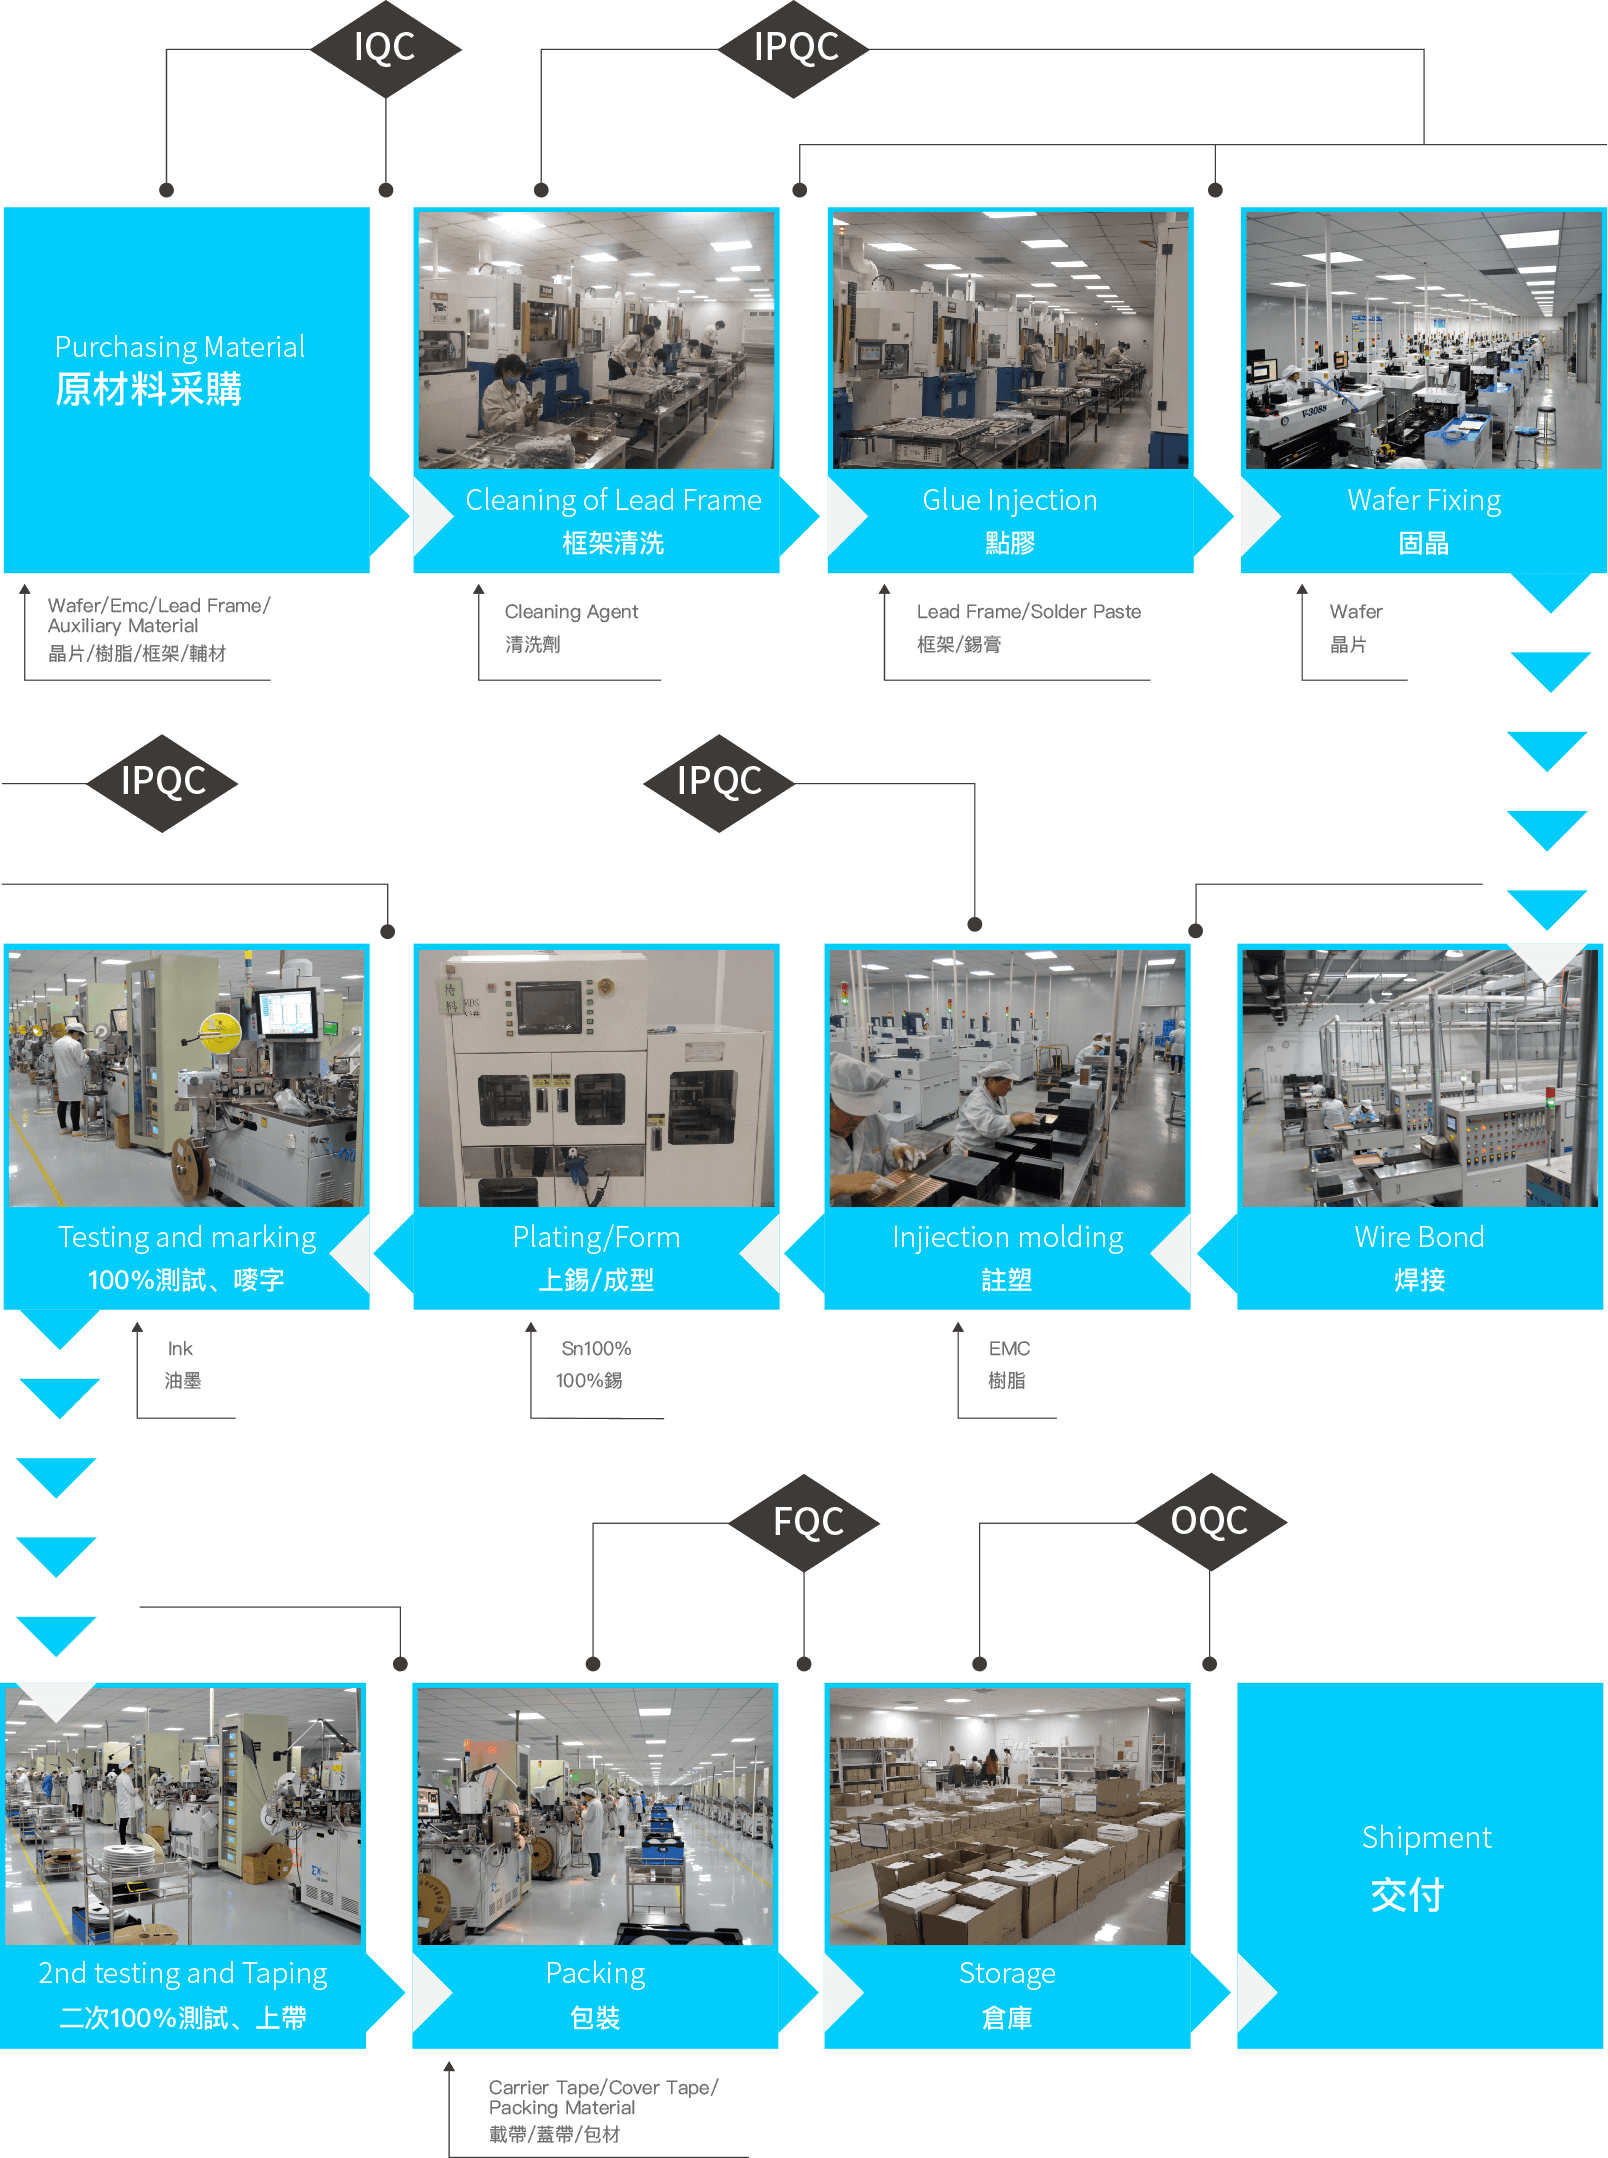 IQC
IPQC
Purchasing Material
原材料采購
Cleaning of Lead Frame
框架清洗
Glue Injection
點膠
V-3088
Wafer Fixing
固晶
Wafer/Emc/Lead Frame/
Auxiliary Material
晶片/樹脂/框架/輔材
Cleaning Agent
清洗劑
Lead Frame/Solder Paste
框架/錫膏
Wafer
晶片
IPQC
IPQC
待料
Testing and marking
100%測試、嘜字
Plating/Form
上錫/成型
Injiection molding
註塑
Wire Bond
焊接
Ink
油墨
Sn100%
100%錫
EMC
樹脂
FQC
OQC
2nd testing and Taping
二次100%測試、上帶
Packing
包裝
Storage
倉庫
Shipment
交付
Carrier Tape/Cover Tape/
Packing Material
載帶/蓋帶/包材